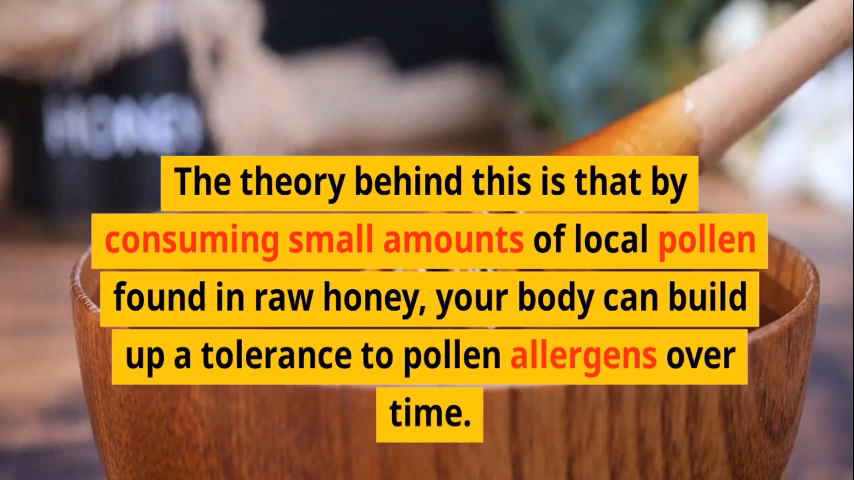 HONEY
The theory behind this is that by
consuming small amounts of local pollen
found in raw honey, your body can build
up a tolerance to pollen allergens over
time.